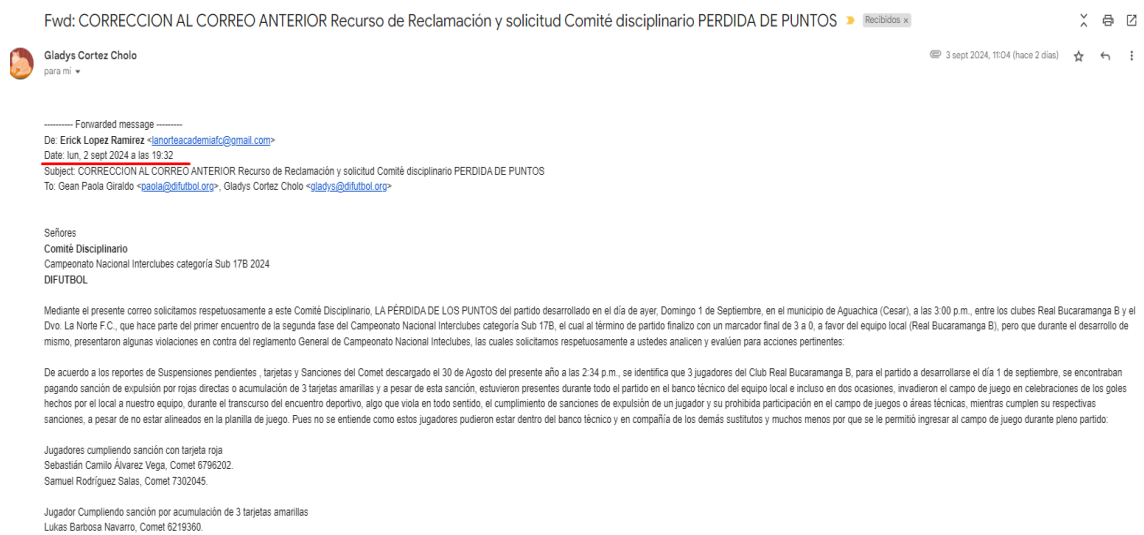 Fwd: CORRECCION AL CORREO ANTERIOR Recurso de Reclamación y solicitud Comité disciplinario PERDIDA DE PUNTOS Recibidos x
Gladys Cortez Cholo
3 sept 2024, 11:04 (hace 2 días)
para mi
---------- Forwarded message ---------
De: Erick Lopez Ramirez <lanorteacademiafc@gmail.com>
Date: lun, 2 sept 2024 a las 19:32
Subject: CORRECCION AL CORREO ANTERIOR Recurso de Reclamación y solicitud Comité disciplinario PERDIDA DE PUNTOS
To: Gean Paola Giraldo <paola@difutbol.org>, Gladys Cortez Cholo <gladys@difutbol.org>
Señores
Comité Disciplinario
Campeonato Nacional Interclubes categoría Sub 17B 2024
DIFUTBOL
Mediante el presente correo solicitamos respetuosamente a este Comité Disciplinario, LA PÉRDIDA DE LOS PUNTOS del partido desarrollado en el día de ayer, Domingo 1 de Septiembre, en el municipio de Aguachica (Cesar), a las 3:00 p.m., entre los clubes Real Bucaramanga B y el
Dvo. La Norte F.C., que hace parte del primer encuentro de la segunda fase del Campeonato Nacional Interclubes categoría Sub 17B, el cual al término de partido finalizo con un marcador final de 3 a 0, a favor del equipo local (Real Bucaramanga B), pero que durante el desarrollo de
mismo, presentaron algunas violaciones en contra del reglamento General de Campeonato Nacional Inteclubes, las cuales solicitamos respetuosamente a ustedes analicen y evalúen para acciones pertinentes:
De acuerdo a los reportes de Suspensiones pendientes , tarjetas y Sanciones del Comet descargado el 30 de Agosto del presente año a las 2:34 p.m., se identifica que 3 jugadores del Club Real Bucaramanga B, para el partido a desarrollarse el día 1 de septiembre, se encontraban
pagando sanción de expulsión por rojas directas o acumulación de 3 tarjetas amarillas y a pesar de esta sanción, estuvieron presentes durante todo el partido en el banco técnico del equipo local e incluso en dos ocasiones, invadieron el campo de juego en celebraciones de los goles
hechos por el local a nuestro equipo, durante el transcurso del encuentro deportivo, algo que viola en todo sentido, el cumplimiento de sanciones de expulsión de un jugador y su prohibida participación en el campo de juegos o áreas técnicas, mientras cumplen su respectivas
sanciones, a pesar de no estar alineados en la planilla de juego. Pues no se entiende como estos jugadores pudieron estar dentro del banco técnico y en compañía de los demás sustitutos y muchos menos por que se le permitió ingresar al campo de juego durante pleno partido:
Jugadores cumpliendo sanción con tarjeta roja
Sebastián Camilo Álvarez Vega, Comet 6796202.
Samuel Rodríguez Salas, Comet 7302045.
Jugador Cumpliendo sanción por acumulación de 3 tarjetas amarillas
Lukas Barbosa Navarro, Comet 6219360.